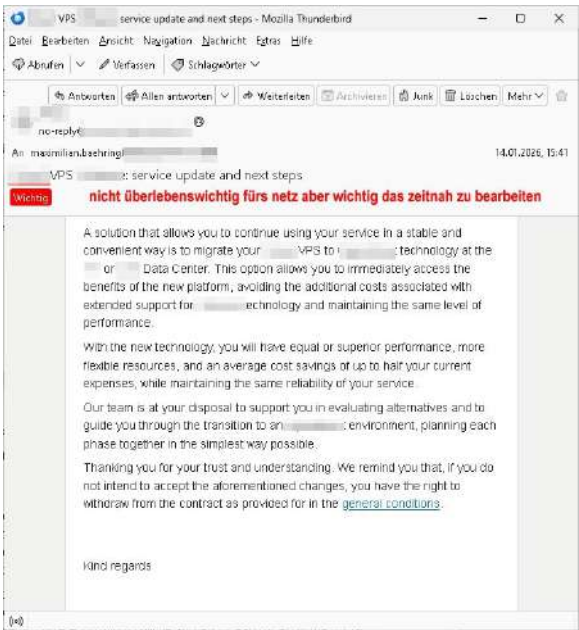 VPS service update and next steps - Mozilla Thunderbird
Datei Bearbeiten Ansicht Navigation Nachricht Extras Hilfe
Abrufen Verfassen Schlagwörter
Antworten Allen antworten Weiterleiten Archivieren Junk Löschen Mehr
no-reply
An maximilian.baehring 14.01.2026, 15:41
VPS e: service update and next steps
Wichtig nicht überlebenswichtig fürs netz aber wichtig das zeitnah zu bearbeiten
A solution that allows you to continue using your service in a stable and
convenient way is to migrate your VPS to technology at the
or Data Center. This option allows you to immediately access the
benefits of the new platform, avoiding the additional costs associated with
extended support for echnology and maintaining the same level of
performance.
With the new technology, you will have equal or superior performance, more
flexible resources, and an average cost savings of up to half your current
expenses, while maintaining the same reliability of your service.
Our team is at your disposal to support you in evaluating alternatives and to
guide you through the transition to an environment, planning each
phase together in the simplest way possible.
Thanking you for your trust and understanding. We remind you that, if you do
not intend to accept the aforementioned changes, you have the right to
withdraw from the contract as provided for in the general conditions.
Kind regards